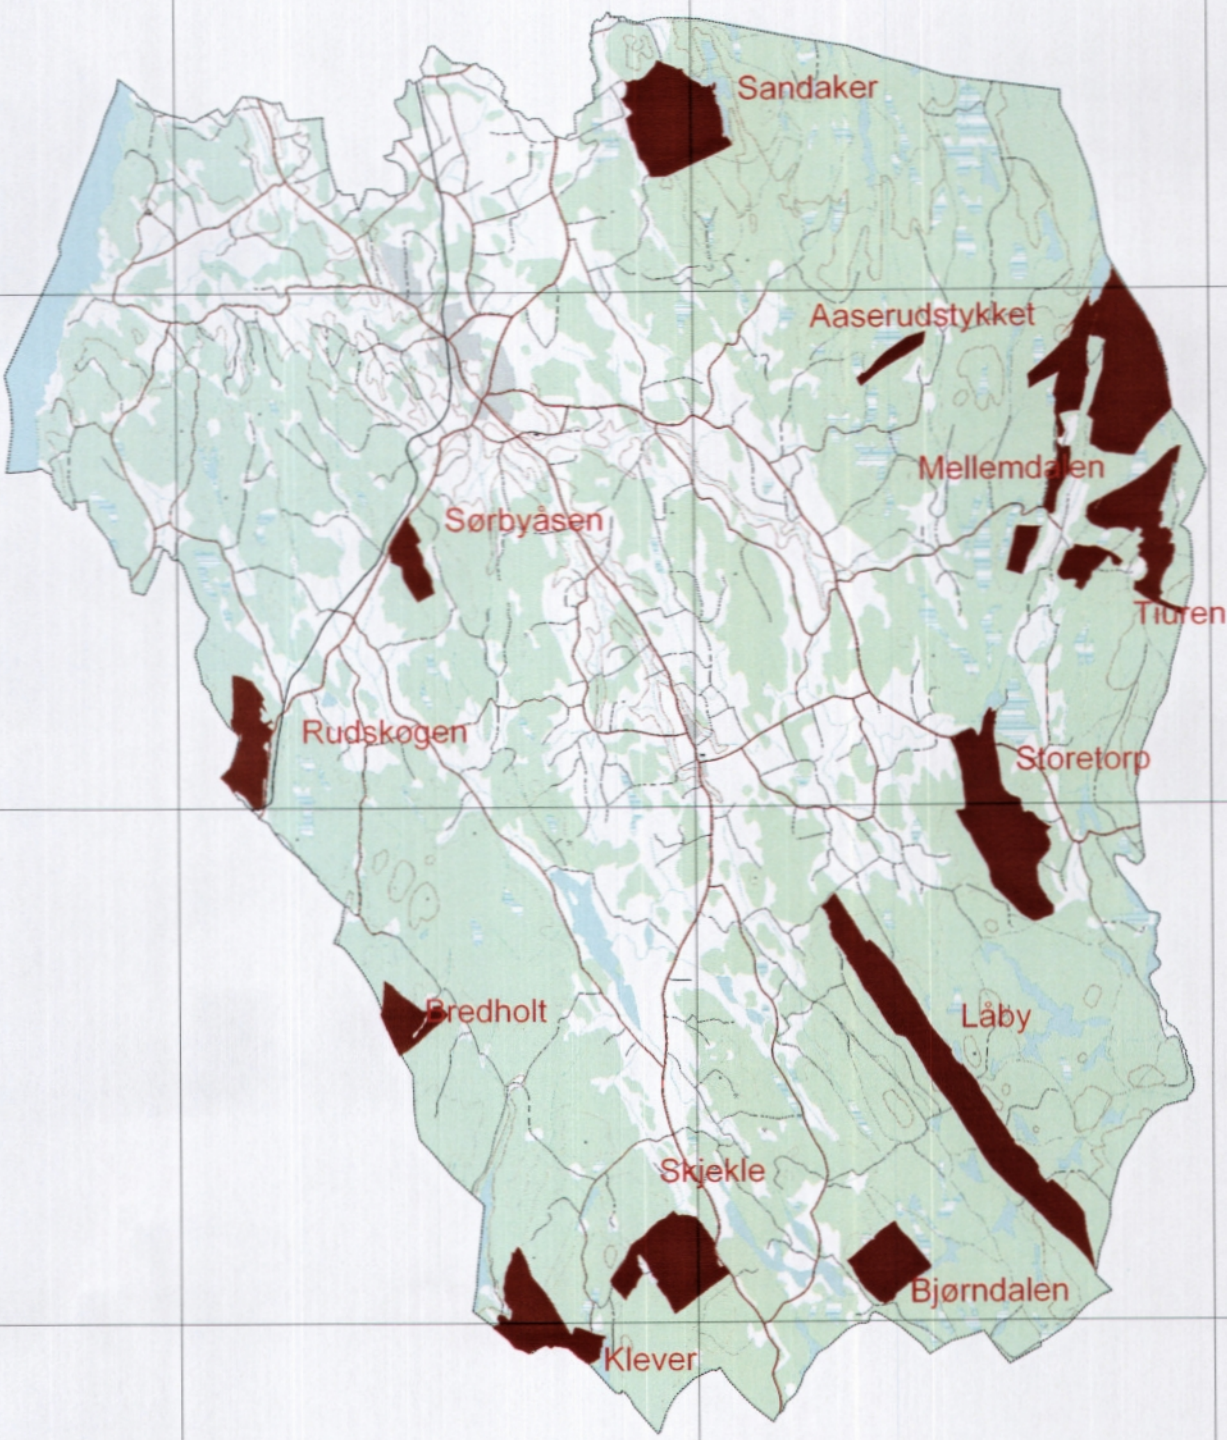 Sandaker
Aaserudstykket
Mellemdalen
Sørbyåsen
Tiuren
Rudskogen
Storetorp
Bredholt
Låby
Skjekle
Bjørndalen
Klever